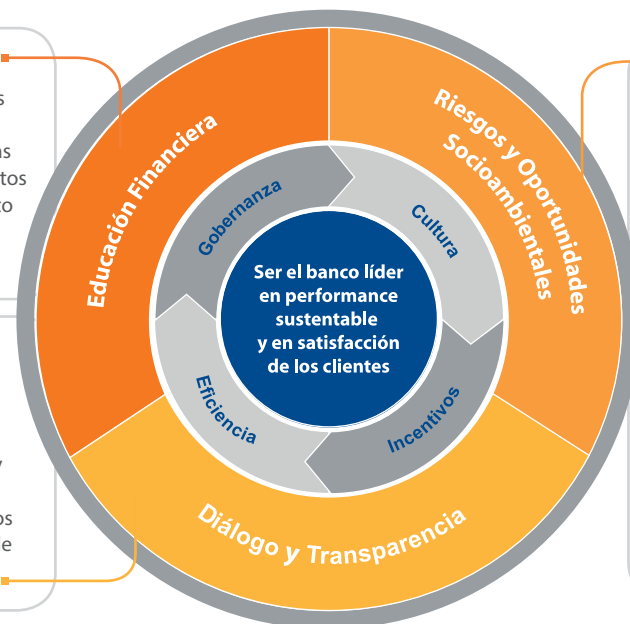 Educación Financiera
Riesgos y Oportunidades
Socioambientales
Gobernanza
Cultura
Ser el banco líder
en performance
sustentable
y en satisfacción
de los clientes
Eficiencia
Incentivos
Diálogo y Transparencia